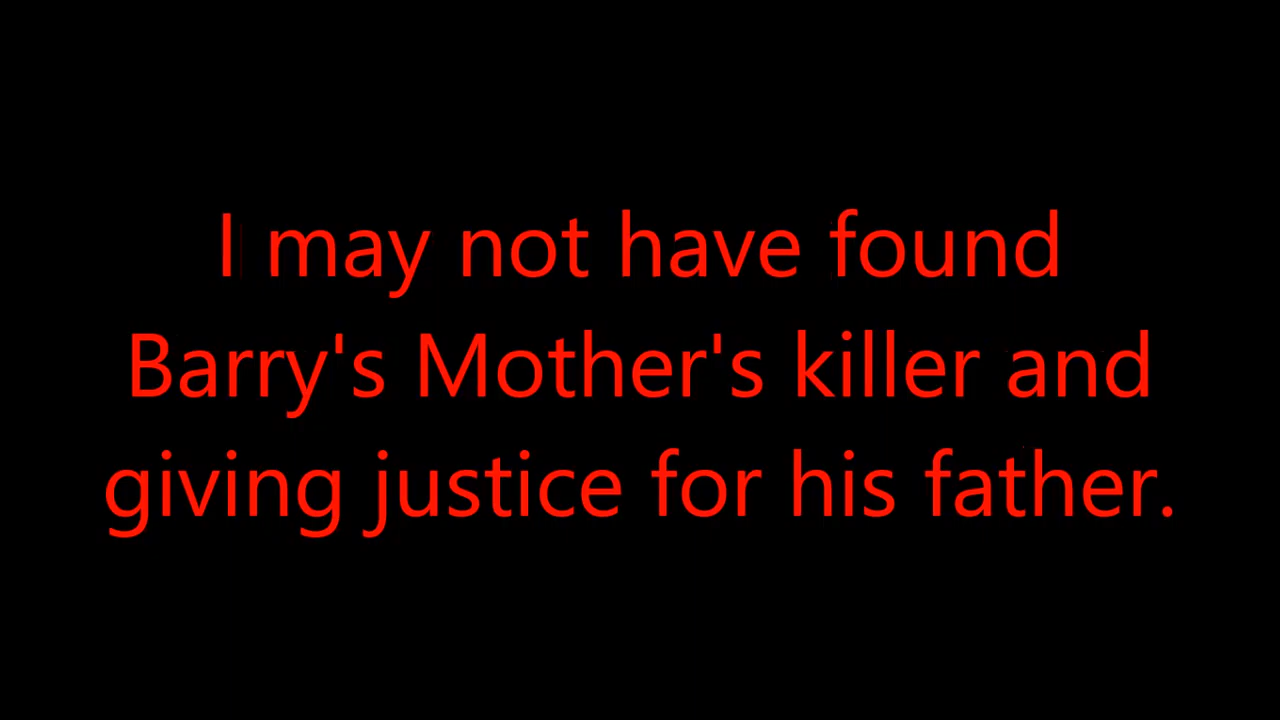 I may not have found
Barry's Mother's killer and
giving justice for his father.